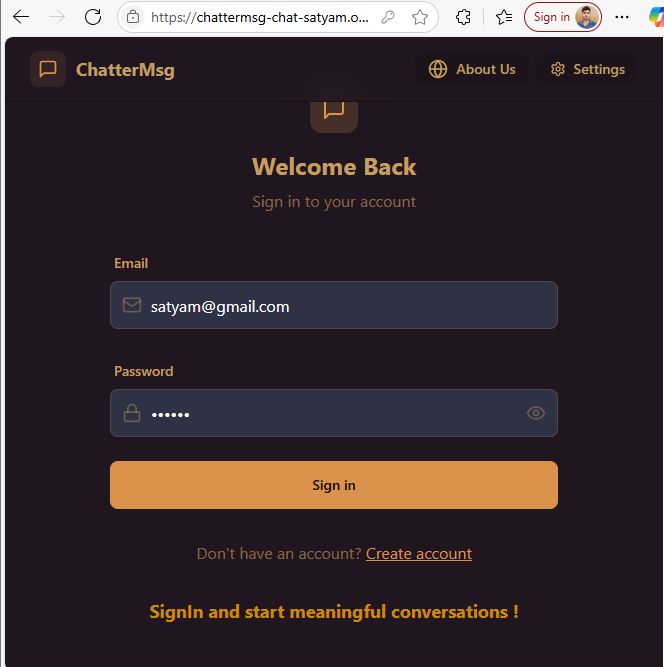 https://chattermsg-chat-satyam.o...
Sign in
ChatterMsg
About Us
Settings
Welcome Back
Sign in to your account
Email
satyam@gmail.com
Password
••••••
Sign in
Don't have an account? Create account
SignIn and start meaningful conversations !